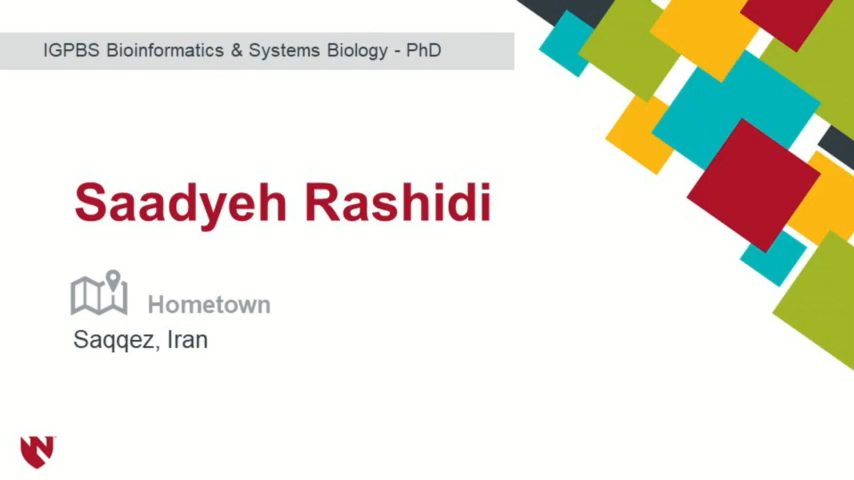 IGPBS Bioinformatics & Systems Biology - PhD
Saadyeh Rashidi
Hometown
Saqqez, Iran